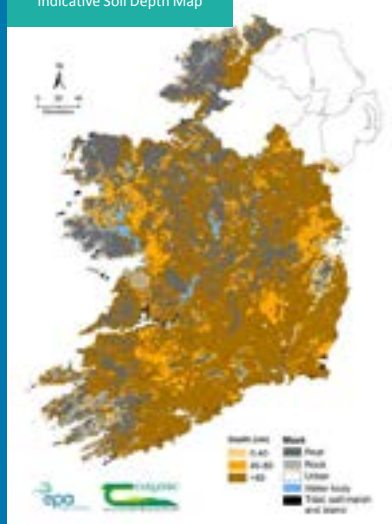 Indicative Soil Depth Map
N
Depth (cm)
0-40
40-80
>80
Mask
Peat
Rock
Urban
Water body
Tidal, salt marsh
and island
epa